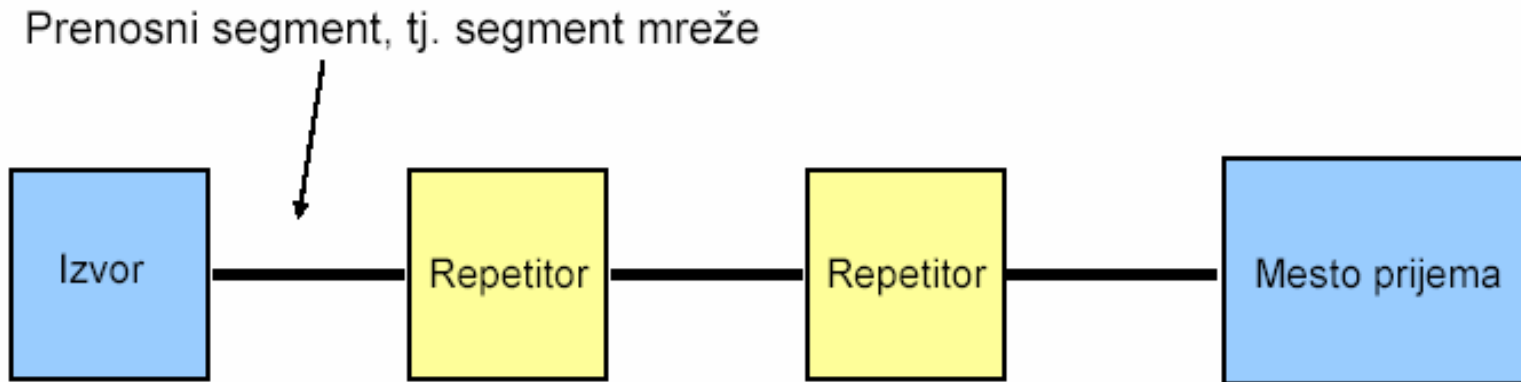 Prenosni segment, tj. segment mreže
Izvor
Repetitor
Repetitor
Mesto prijema